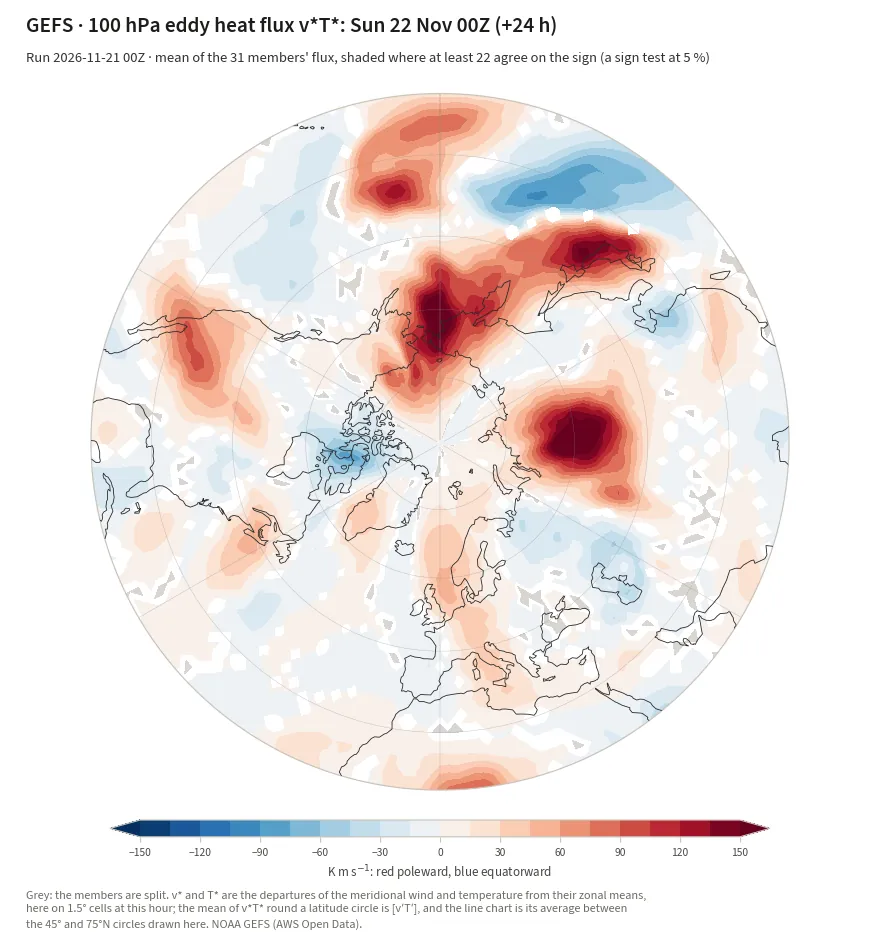 GEFS · 100 hPa eddy heat flux v*T*: Sun 22 Nov 00Z (+24 h)
Run 2026-11-21 00Z · mean of the 31 members' flux, shaded where at least 22 agree on the sign (a sign test at 5 %)
−150 −120 −90 −60 −30 0 30 60 90 120 150
K m s⁻¹: red poleward, blue equatorward
Grey: the members are split. v* and T* are the departures of the meridional wind and temperature from their zonal means,
here on 1.5° cells at this hour; the mean of v*T* round a latitude circle is [v'T'], and the line chart is its average between
the 45° and 75°N circles drawn here. NOAA GEFS (AWS Open Data).